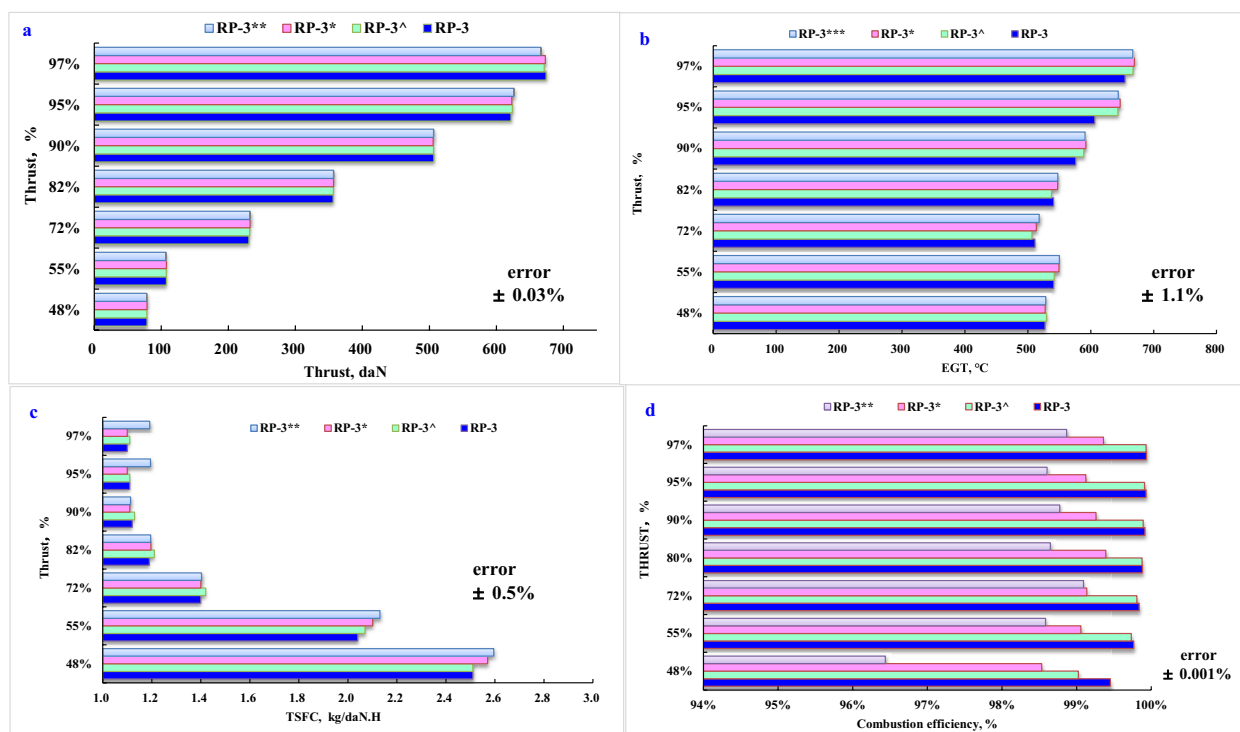 a
RP-3** RP-3* RP-3^ RP-3
Thrust, %
97%
95%
90%
82%
72%
55%
48%
error
± 0.03%
0 100 200 300 400 500 600 700
Thrust, daN
b
RP-3*** RP-3* RP-3^ RP-3
Thrust, %
97%
95%
90%
82%
72%
55%
48%
error
± 1.1%
0 100 200 300 400 500 600 700 800
EGT, °C
c
RP-3** RP-3* RP-3^ RP-3
Thrust, %
97%
95%
90%
82%
72%
55%
48%
error
± 0.5%
1.0 1.2 1.4 1.6 1.8 2.0 2.2 2.4 2.6 2.8 3.0
TSFC, kg/daN.H
d
RP-3** RP-3* RP-3^ RP-3
THRUST, %
97%
95%
90%
80%
72%
55%
48%
error
± 0.001%
94% 95% 96% 97% 98% 99% 100%
Combustion efficiency, %